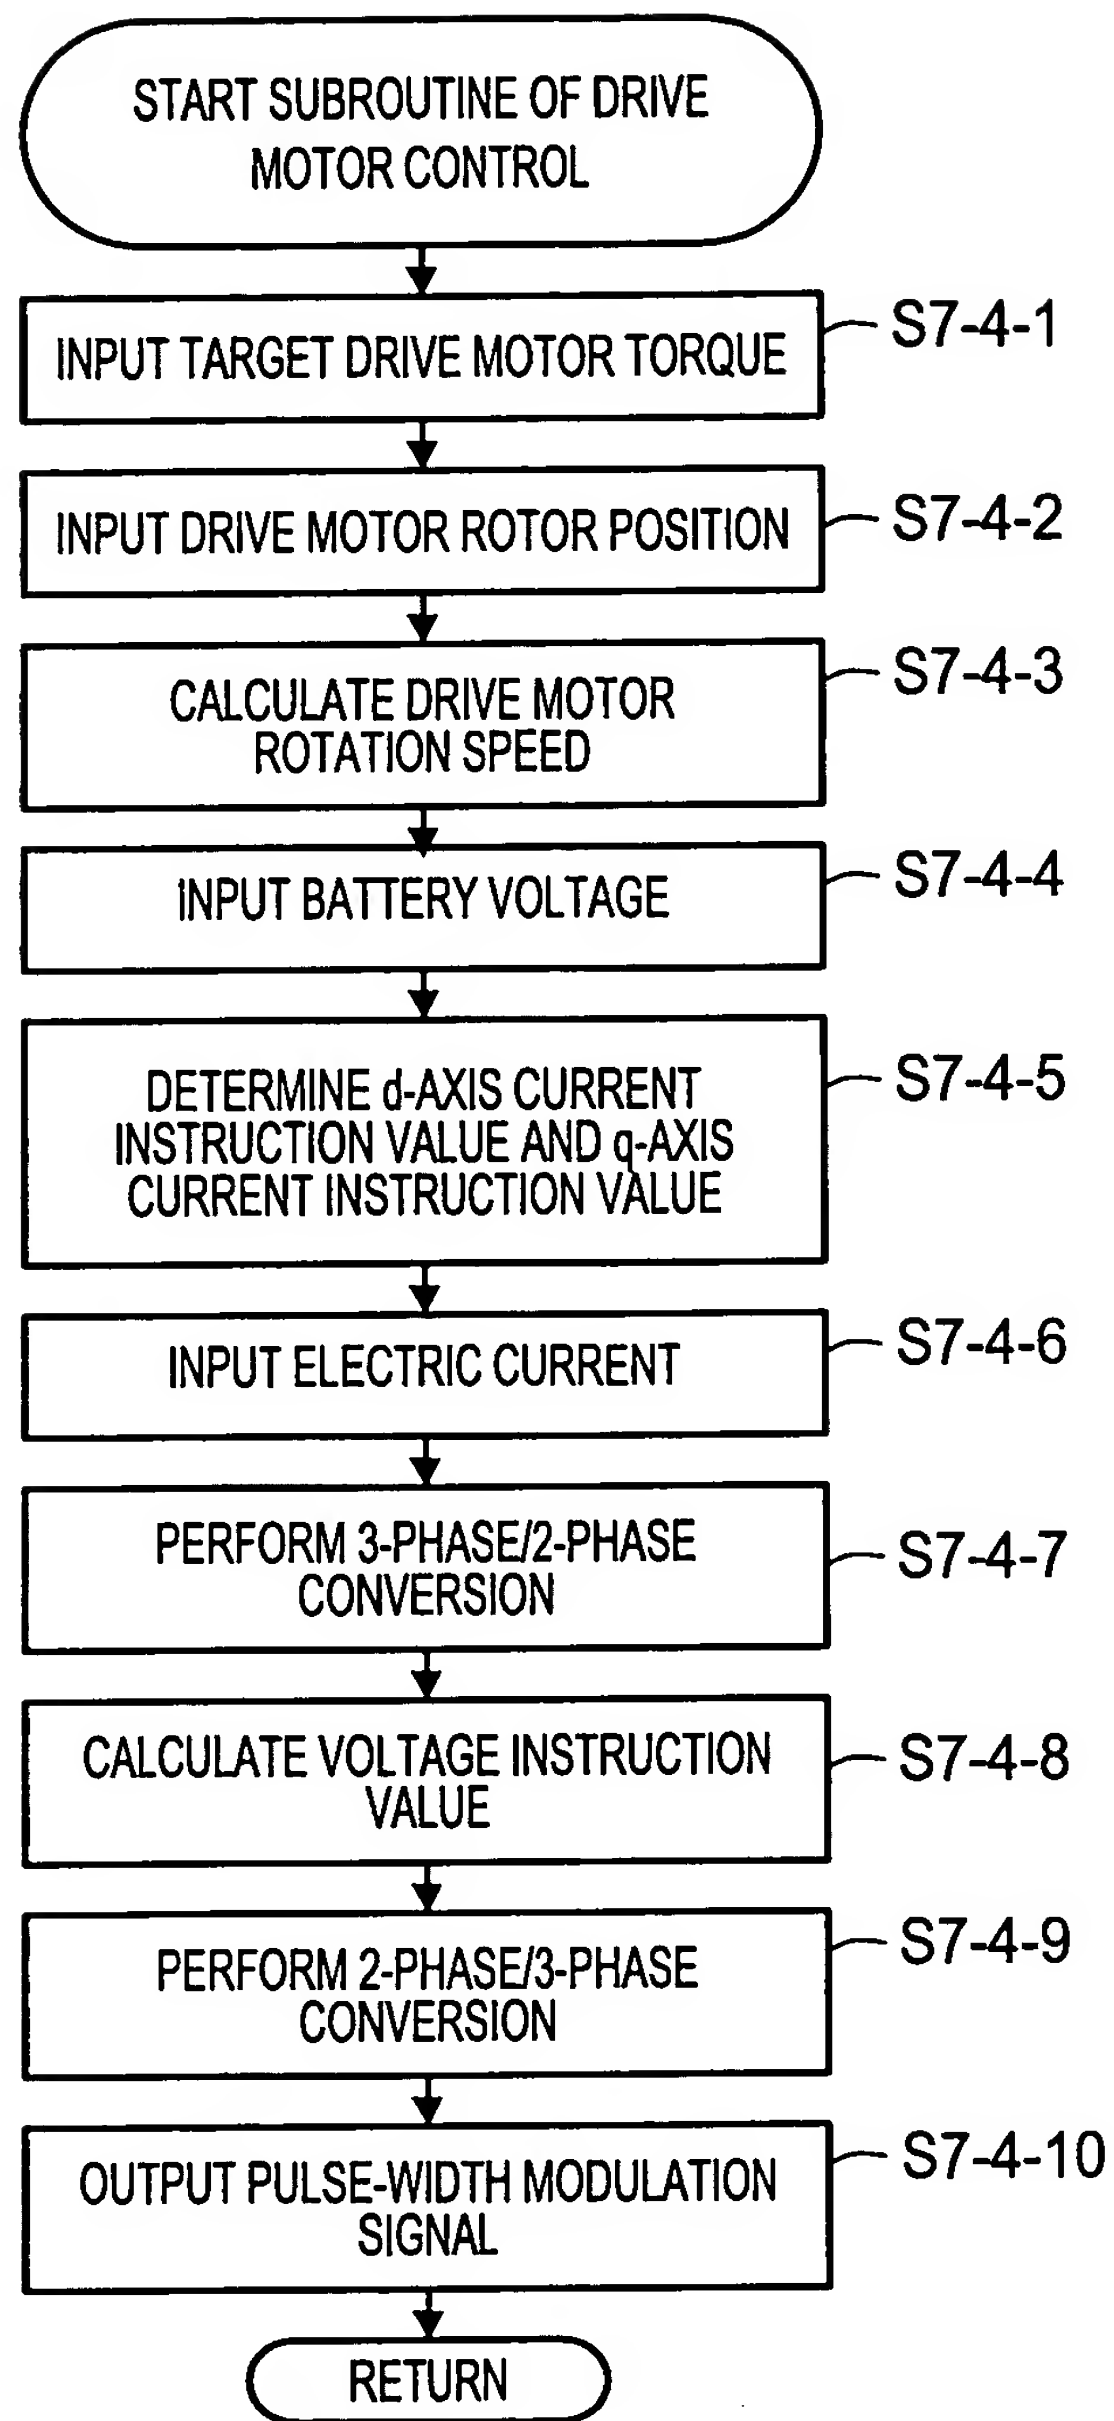 START SUBROUTINE OF DRIVE
MOTOR CONTROL
INPUT TARGET DRIVE MOTOR TORQUE
S7-4-1
INPUT DRIVE MOTOR ROTOR POSITION
S7-4-2
CALCULATE DRIVE MOTOR
ROTATION SPEED
S7-4-3
INPUT BATTERY VOLTAGE
S7-4-4
DETERMINE d-AXIS CURRENT
INSTRUCTION VALUE AND q-AXIS
CURRENT INSTRUCTION VALUE
S7-4-5
INPUT ELECTRIC CURRENT
S7-4-6
PERFORM 3-PHASE/2-PHASE
CONVERSION
S7-4-7
CALCULATE VOLTAGE INSTRUCTION
VALUE
S7-4-8
PERFORM 2-PHASE/3-PHASE
CONVERSION
S7-4-9
OUTPUT PULSE-WIDTH MODULATION
SIGNAL
S7-4-10
RETURN